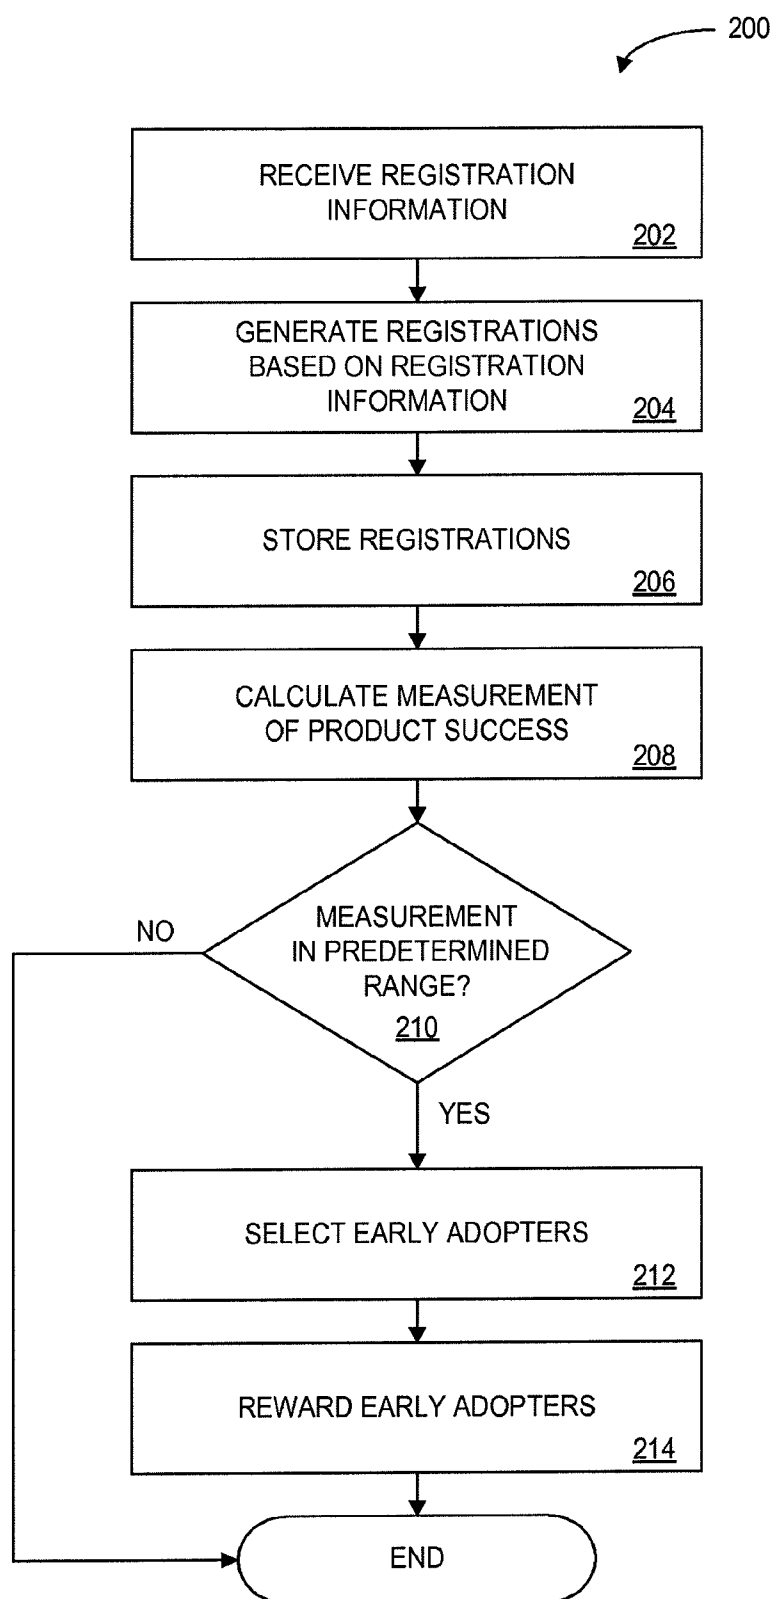 200
RECEIVE REGISTRATION
INFORMATION
202
GENERATE REGISTRATIONS
BASED ON REGISTRATION
INFORMATION
204
STORE REGISTRATIONS
206
CALCULATE MEASUREMENT
OF PRODUCT SUCCESS
208
NO
MEASUREMENT
IN PREDETERMINED
RANGE?
210
YES
SELECT EARLY ADOPTERS
212
REWARD EARLY ADOPTERS
214
END